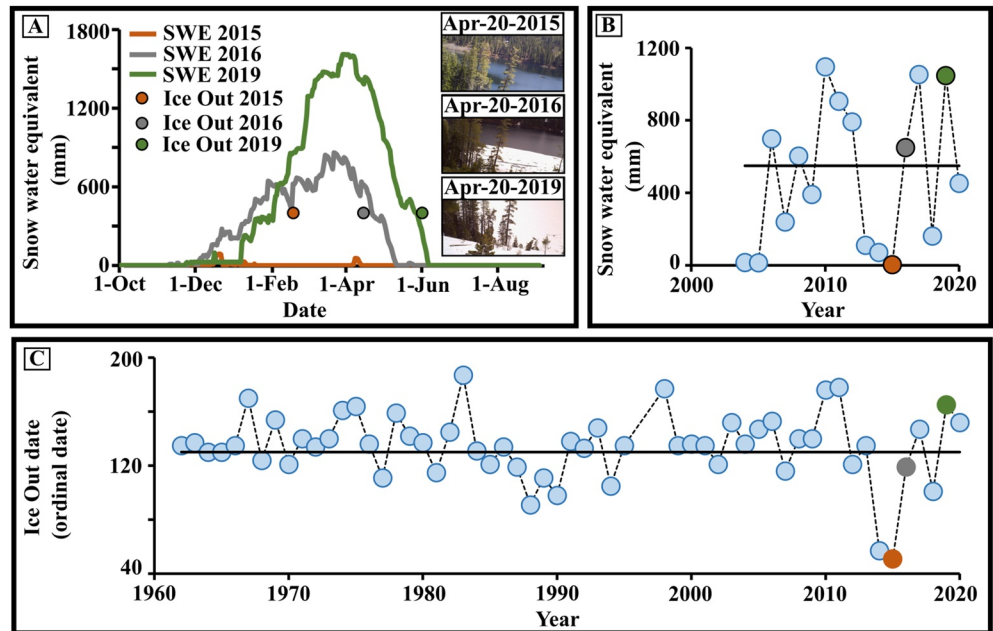 A
1800
1200
600
0
Snow water equivalent
(mm)
SWE 2015
SWE 2016
SWE 2019
Ice Out 2015
Ice Out 2016
Ice Out 2019
Apr-20-2015
Apr-20-2016
Apr-20-2019
1-Oct 1-Dec 1-Feb 1-Apr 1-Jun 1-Aug
Date
B
1200
800
400
0
Snow water equivalent
(mm)
2000 2010 2020
Year
C
200
120
40
Ice Out date
(ordinal date)
1960 1970 1980 1990 2000 2010 2020
Year